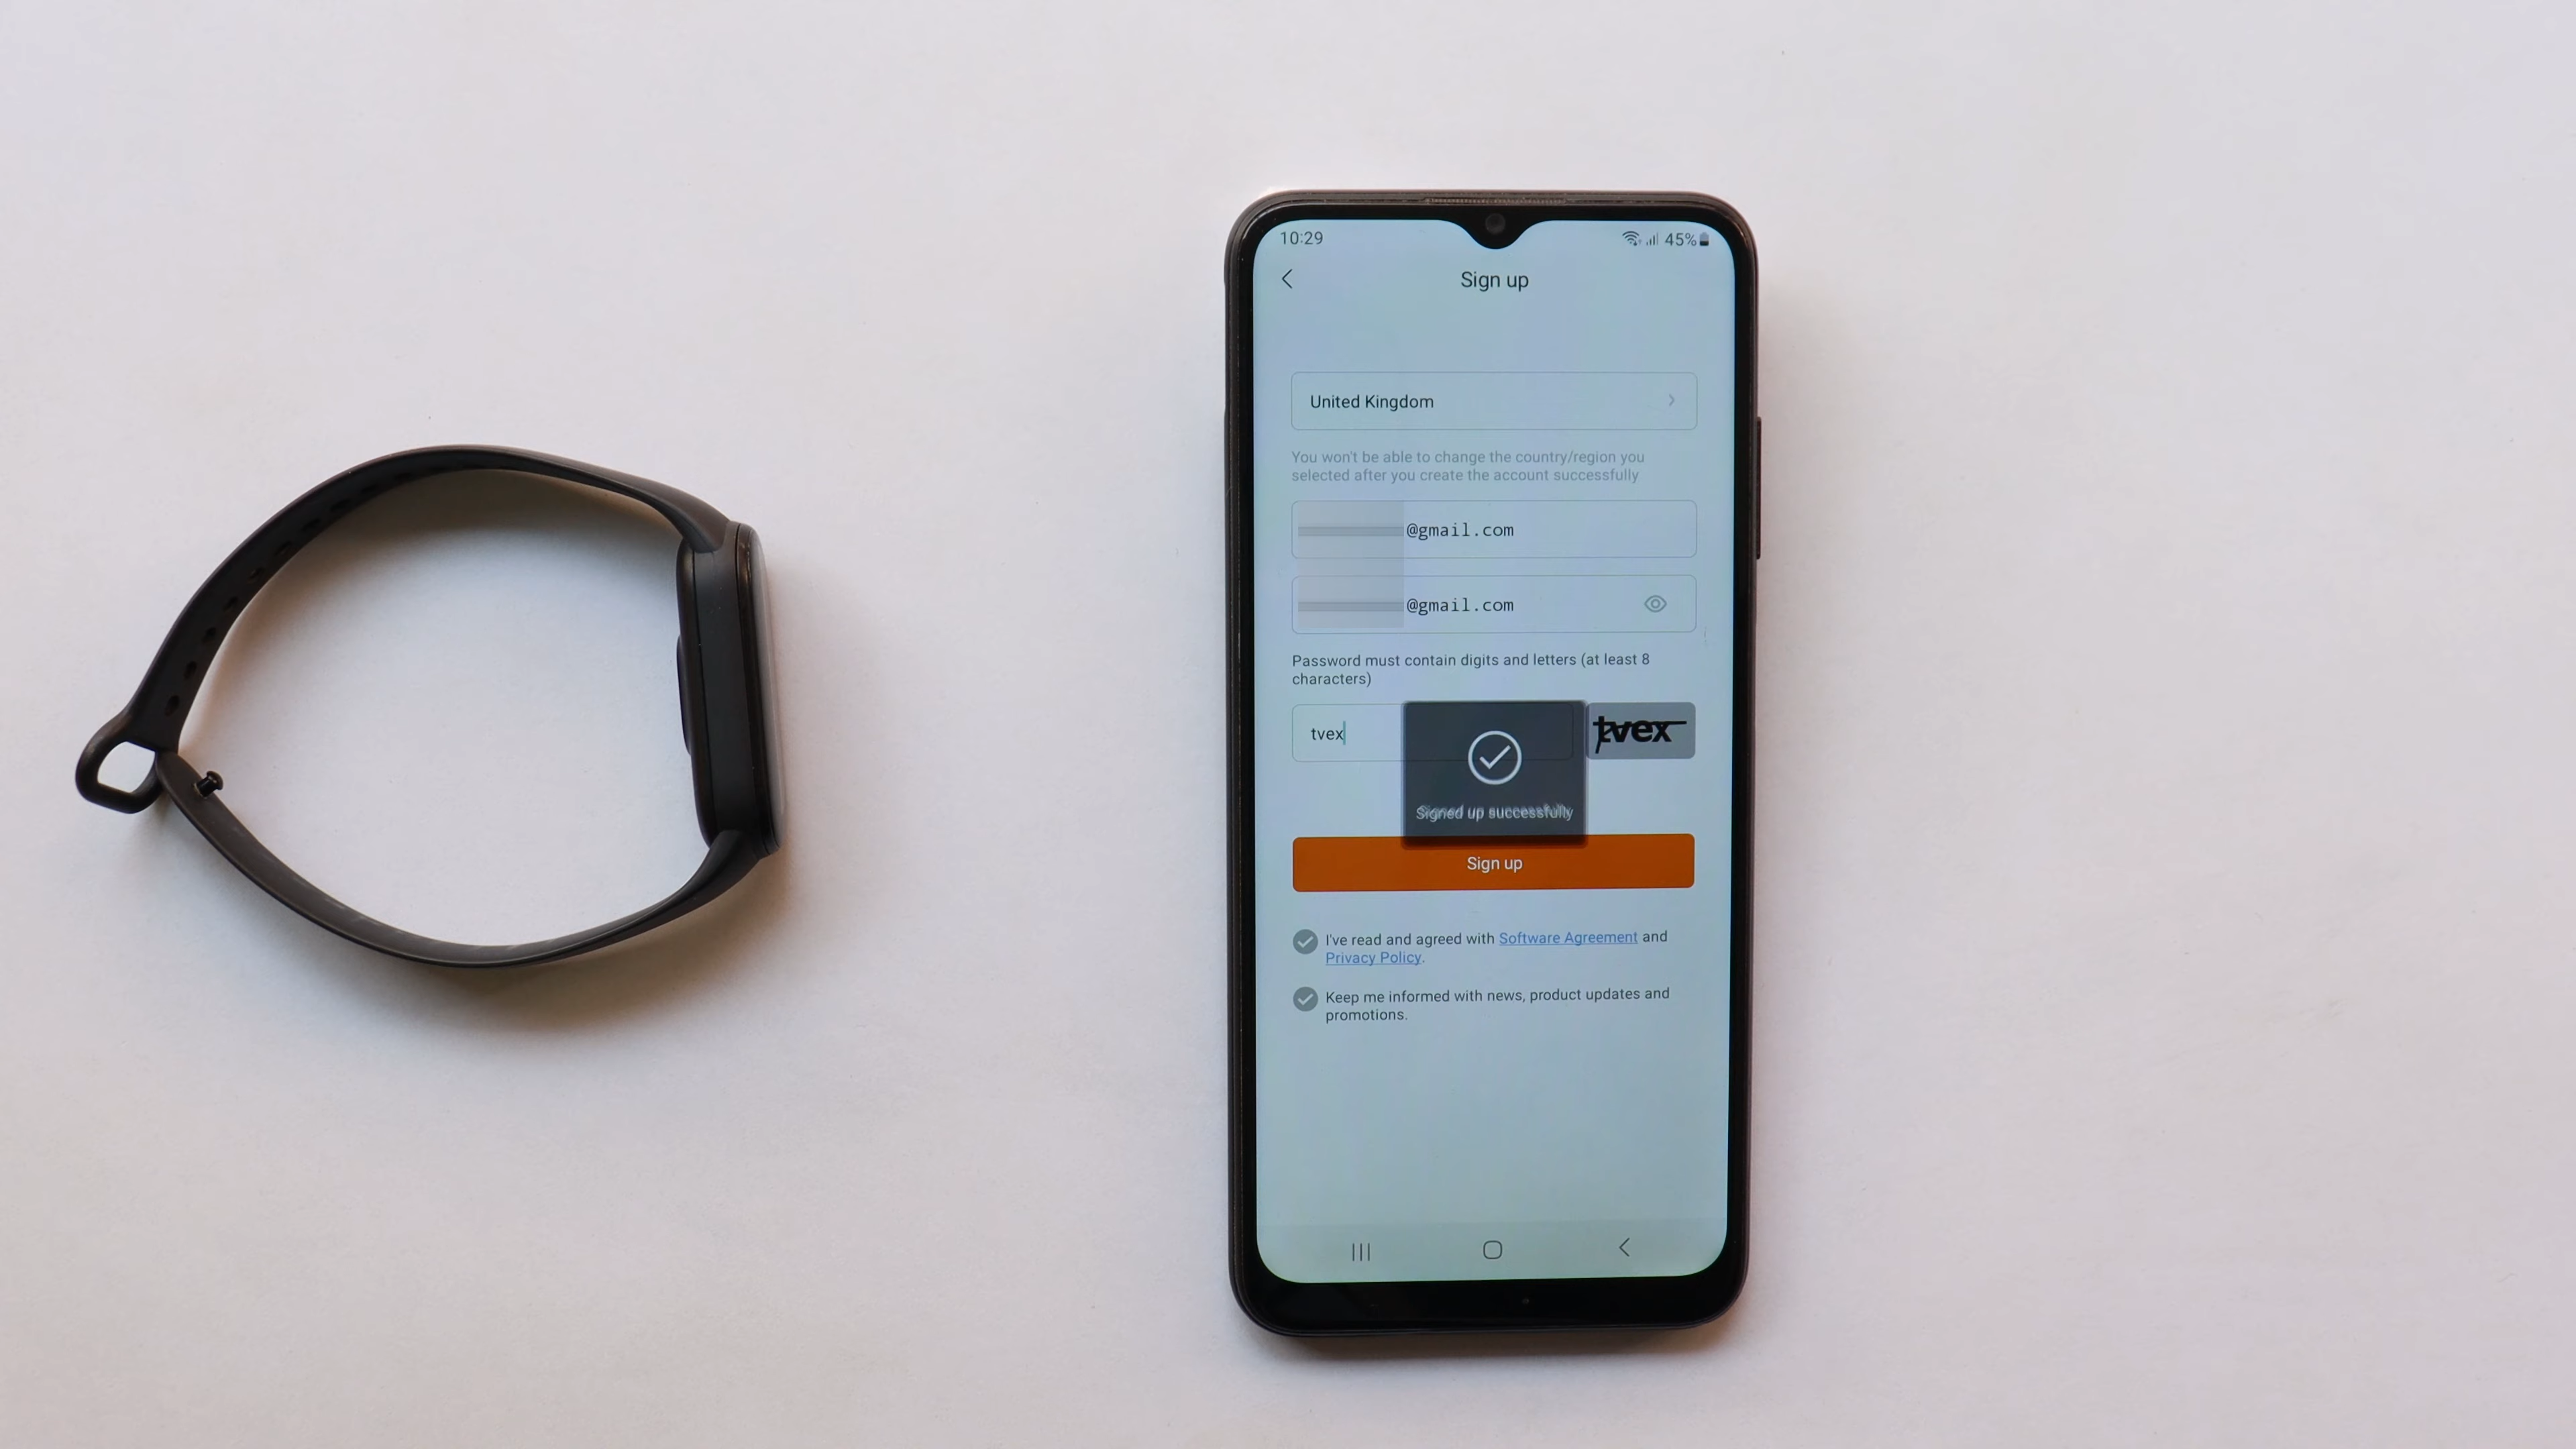 10:29 45%
Sign up
United Kingdom
You won't be able to change the country/region you
selected after you create the account successfully
@gmail.com
@gmail.com
Password must contain digits and letters (at least 8
characters)
tvex tvex
Signed up successfully
Sign up
I've read and agreed with Software Agreement and
Privacy Policy.
Keep me informed with news, product updates and
promotions.